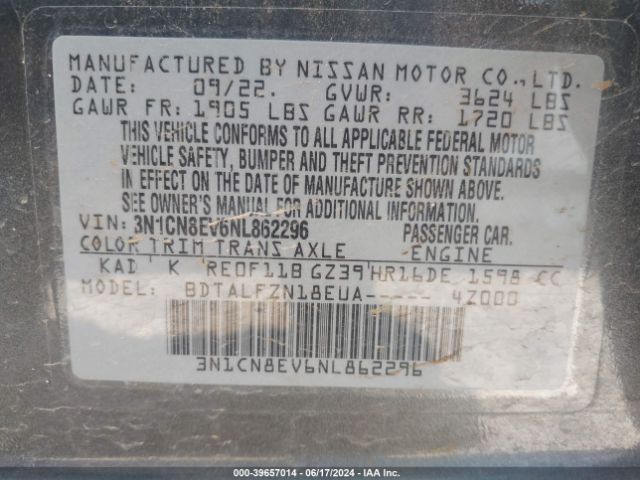 MANUFACTURED BY NISSAN MOTOR CO., LTD.
DATE: 09/22. GVWR: 3624 LBS
GAWR FR: 1905 LBS GAWR RR: 1720 LBS
THIS VEHICLE CONFORMS TO ALL APPLICABLE FEDERAL MOTOR
VEHICLE SAFETY, BUMPER AND THEFT PREVENTION STANDARDS
IN EFFECT ON THE DATE OF MANUFACTURE SHOWN ABOVE.
SEE OWNER'S MANUAL FOR ADDITIONAL INFORMATION.
VIN: 3N1CN8EV6NL862296 PASSENGER CAR.
COLOR TRIM TRANS AXLE ENGINE
KAD K RE0F11B GZ39 HR16DE 1598 CC
MODEL: BDTALFZN18EUA----- 4Z000
3N1CN8EV6NL862296
000-39657014 - 06/17/2024 - IAA Inc.